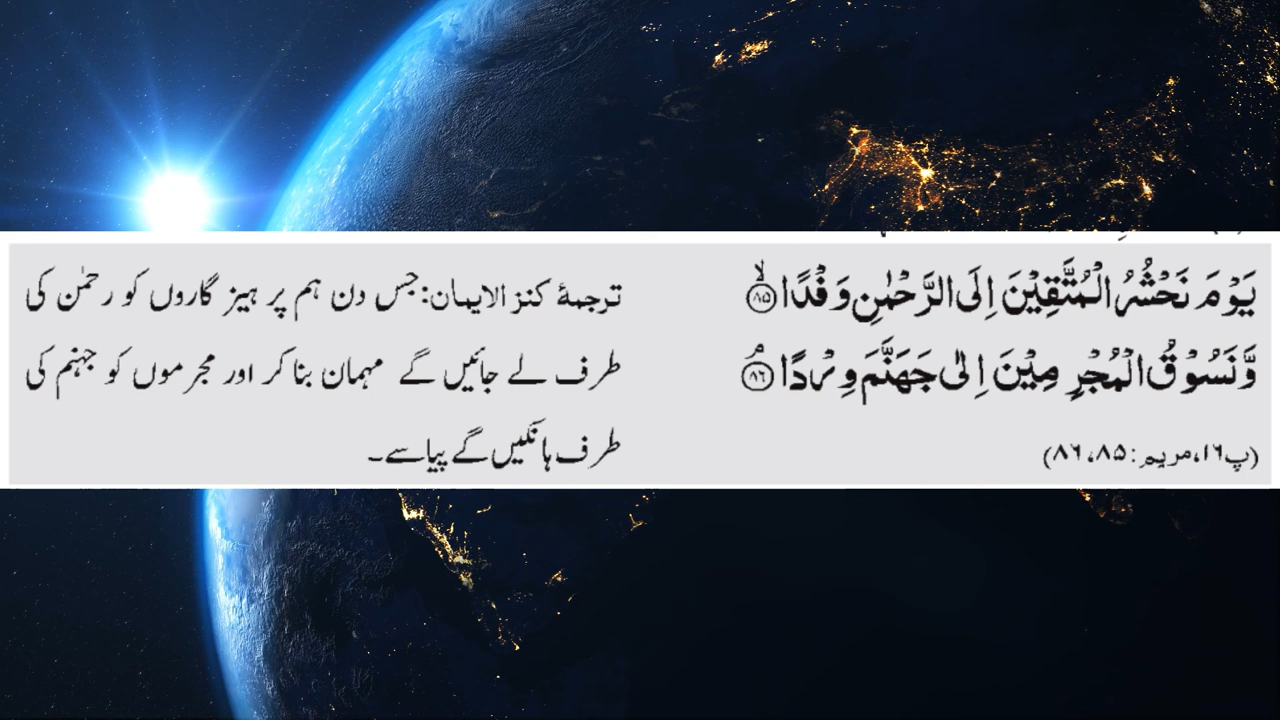 یَوْمَ نَحْشُرُ الْمُتَّقِیْنَ اِلَى الرَّحْمٰنِ وَفْدًاۙ(۸۵)
وَّ نَسُوْقُ الْمُجْرِمِیْنَ اِلٰى جَهَنَّمَ وِرْدًاۘ(۸۶)
(پ۱۶،مریم:۸۵،۸۶)
ترجمۂ کنز الایمان:جس دن ہم پر ہیز گاروں کو رحمٰن کی
طرف لے جائیں گے مہمان بنا کر اور مجرموں کو جہنم کی
طرف ہانکیں گے پیاسے۔